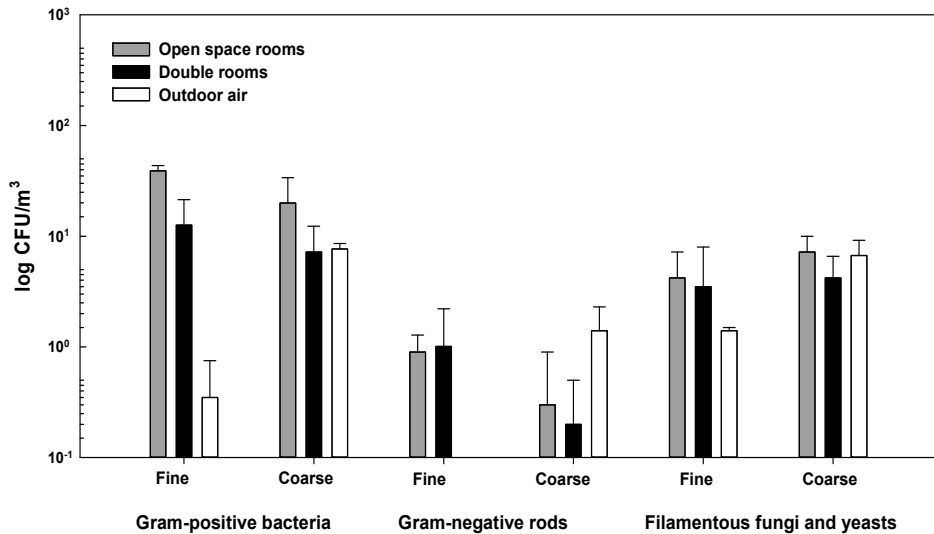 10³
Open space rooms
Double rooms
Outdoor air
10²
log CFU/m³
10¹
10⁰
10⁻¹
Fine Coarse Fine Coarse Fine Coarse
Gram-positive bacteria Gram-negative rods Filamentous fungi and yeasts